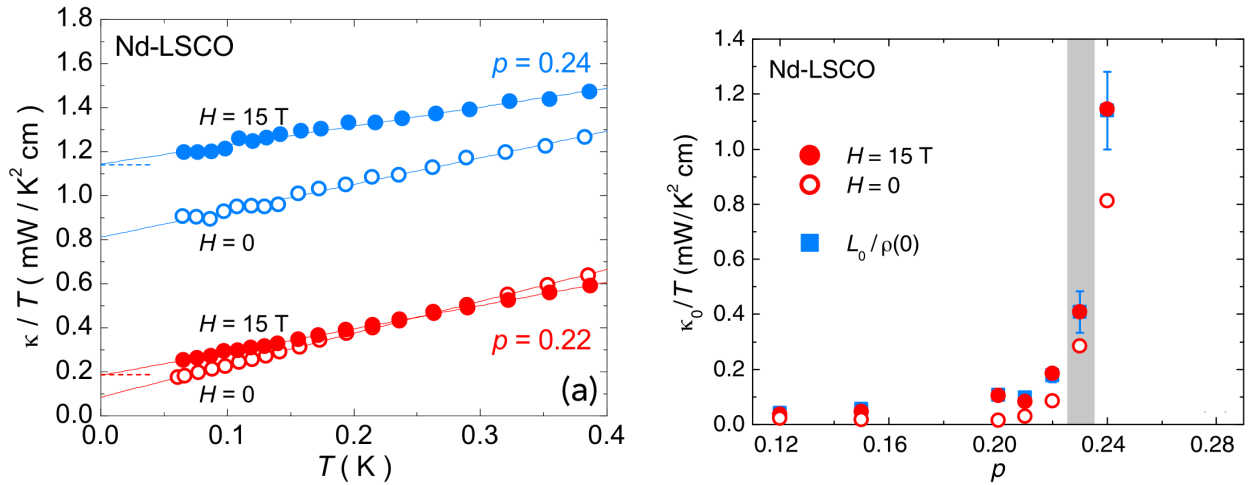 Nd-LSCO
p = 0.24
H = 15 T
H = 0
H = 15 T
p = 0.22
H = 0
(a)
κ / T ( mW / K² cm )
1.8
1.6
1.4
1.2
1.0
0.8
0.6
0.4
0.2
0.0
0.0 0.1 0.2 0.3 0.4
T ( K )
Nd-LSCO
H = 15 T
H = 0
L₀ / ρ(0)
κ₀/T (mW/K² cm)
1.4
1.2
1.0
0.8
0.6
0.4
0.2
0.0
0.12 0.16 0.20 0.24 0.28
p